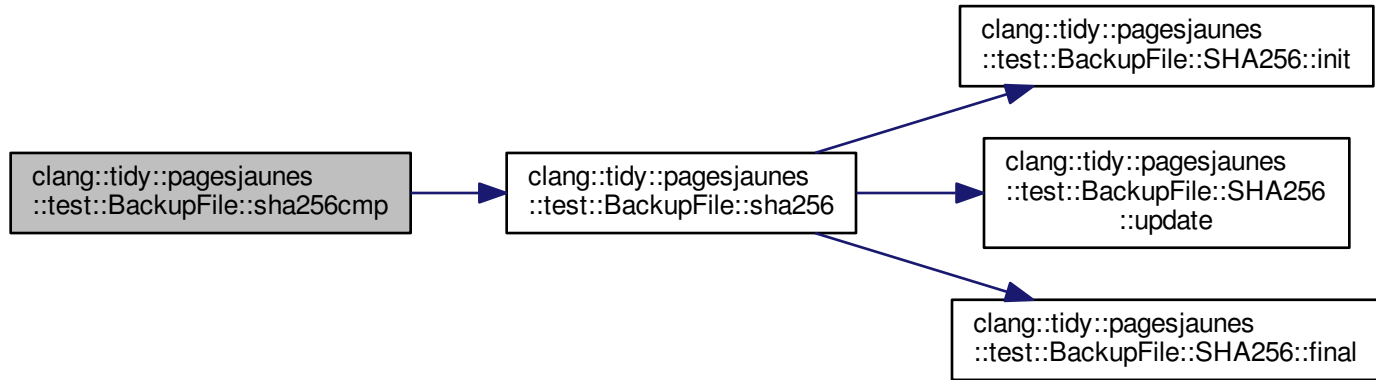 clang::tidy::pagesjaunes
::test::BackupFile::sha256cmp
clang::tidy::pagesjaunes
::test::BackupFile::sha256
clang::tidy::pagesjaunes
::test::BackupFile::SHA256::init
clang::tidy::pagesjaunes
::test::BackupFile::SHA256
::update
clang::tidy::pagesjaunes
::test::BackupFile::SHA256::final